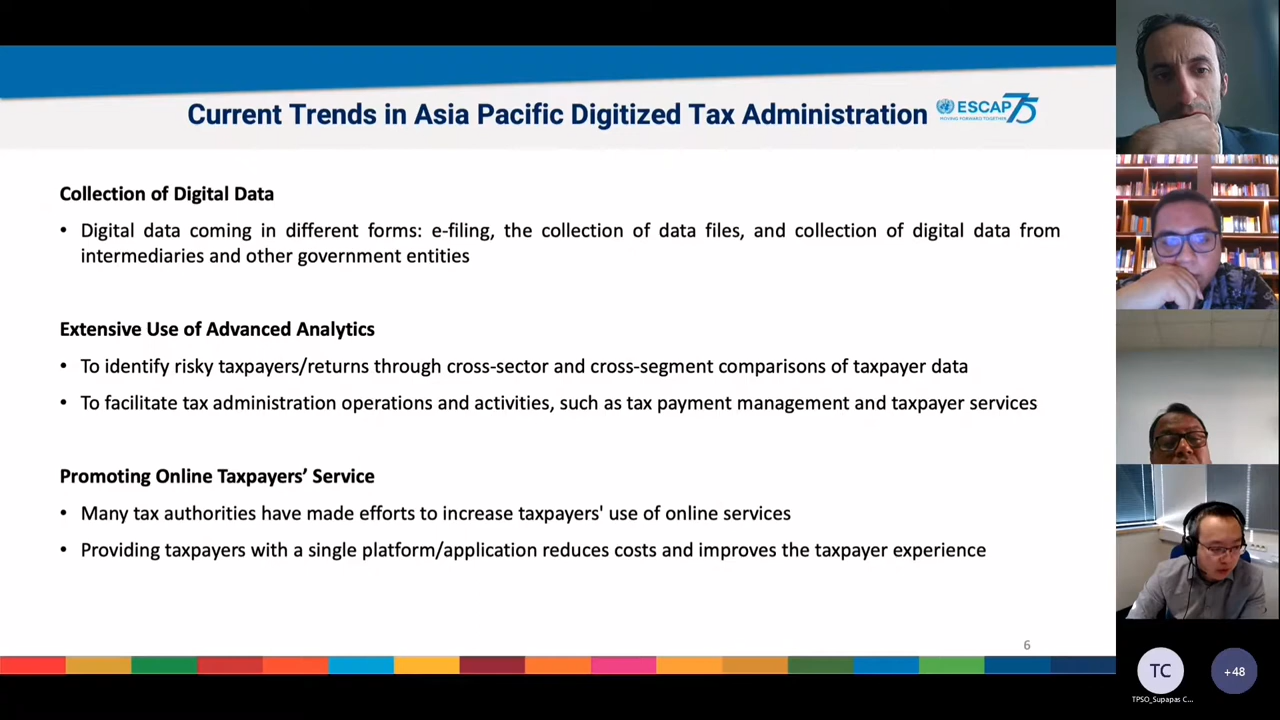 Current Trends in Asia Pacific Digitized Tax Administration
ESCAP 75
MOVING FORWARD TOGETHER
Collection of Digital Data
• Digital data coming in different forms: e-filing, the collection of data files, and collection of digital data from
intermediaries and other government entities
Extensive Use of Advanced Analytics
• To identify risky taxpayers/returns through cross-sector and cross-segment comparisons of taxpayer data
• To facilitate tax administration operations and activities, such as tax payment management and taxpayer services
Promoting Online Taxpayers’ Service
• Many tax authorities have made efforts to increase taxpayers' use of online services
• Providing taxpayers with a single platform/application reduces costs and improves the taxpayer experience
6
TC
+48
TPSO_Supapas C...